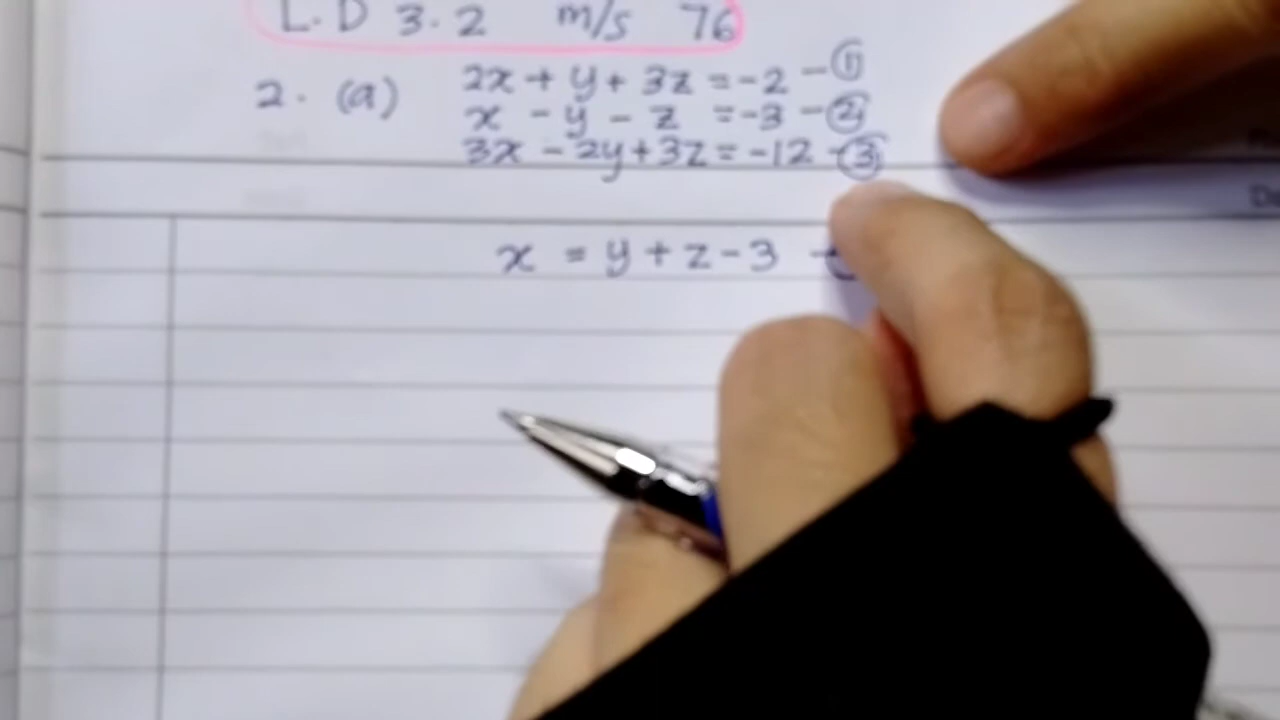 L.D 3.2 m/s 76
2. (a) 2x + y + 3z = -2 - ①
x - y - z = -3 - ②
3x - 2y + 3z = -12 - ③
x = y + z - 3 -